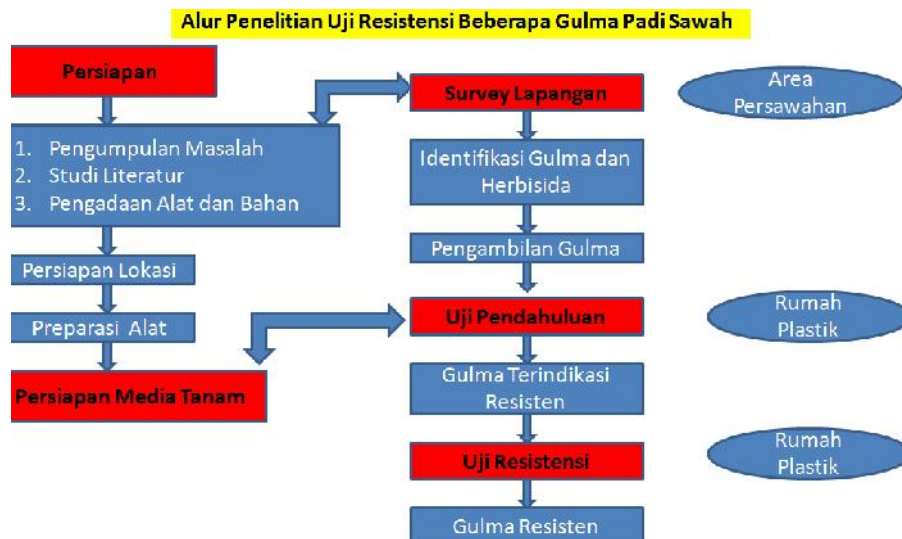 Alur Penelitian Uji Resistensi Beberapa Gulma Padi Sawah
Persiapan
1. Pengumpulan Masalah
2. Studi Literatur
3. Pengadaan Alat dan Bahan
Persiapan Lokasi
Preparasi Alat
Persiapan Media Tanam
Survey Lapangan
Identifikasi Gulma dan
Herbisida
Pengambilan Gulma
Uji Pendahuluan
Gulma Terindikasi
Resisten
Uji Resistensi
Gulma Resisten
Area
Persawahan
Rumah
Plastik
Rumah
Plastik